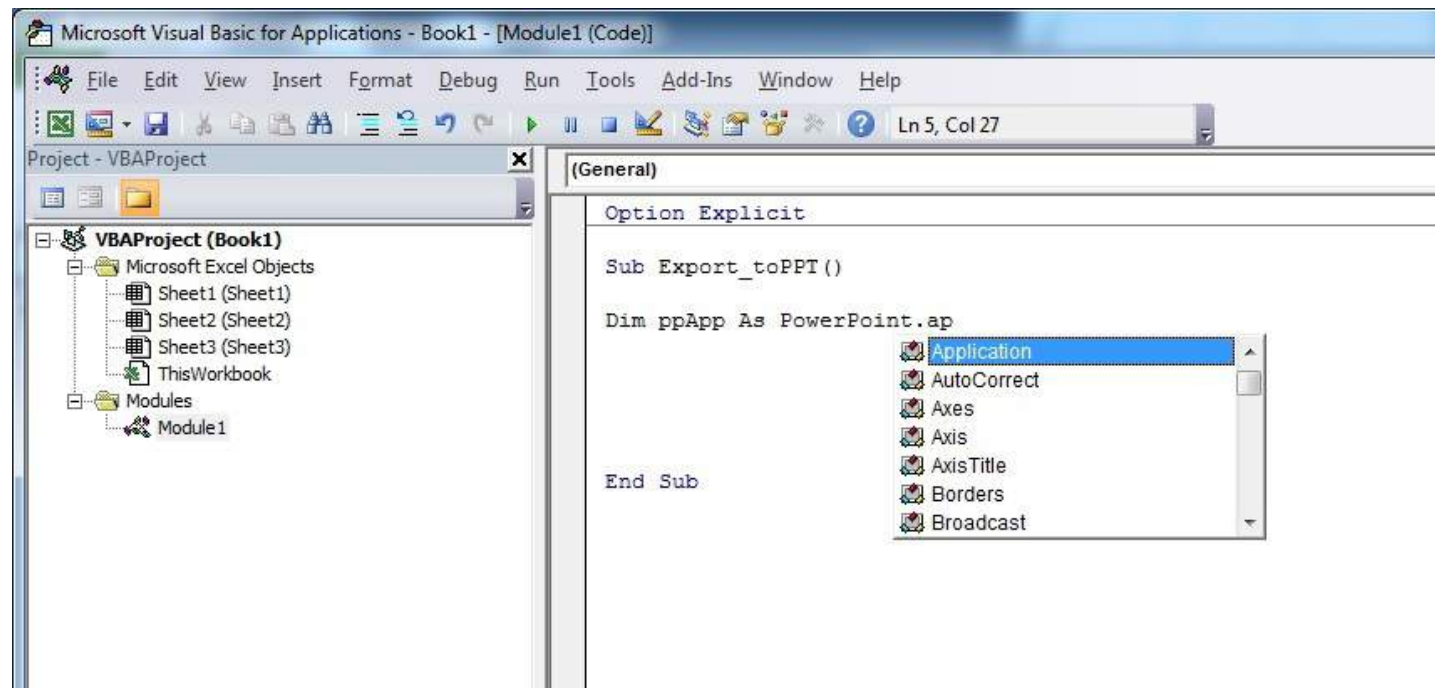 Microsoft Visual Basic for Applications - Book1 - [Module1 (Code)]
File Edit View Insert Format Debug Run Tools Add-Ins Window Help
Ln 5, Col 27
Project - VBAProject
VBAProject (Book1)
Microsoft Excel Objects
Sheet1 (Sheet1)
Sheet2 (Sheet2)
Sheet3 (Sheet3)
ThisWorkbook
Modules
Module1
(General)
Option Explicit
Sub Export_toPPT()
Dim ppApp As PowerPoint.ap
Application
AutoCorrect
Axes
Axis
AxisTitle
Borders
Broadcast
End Sub